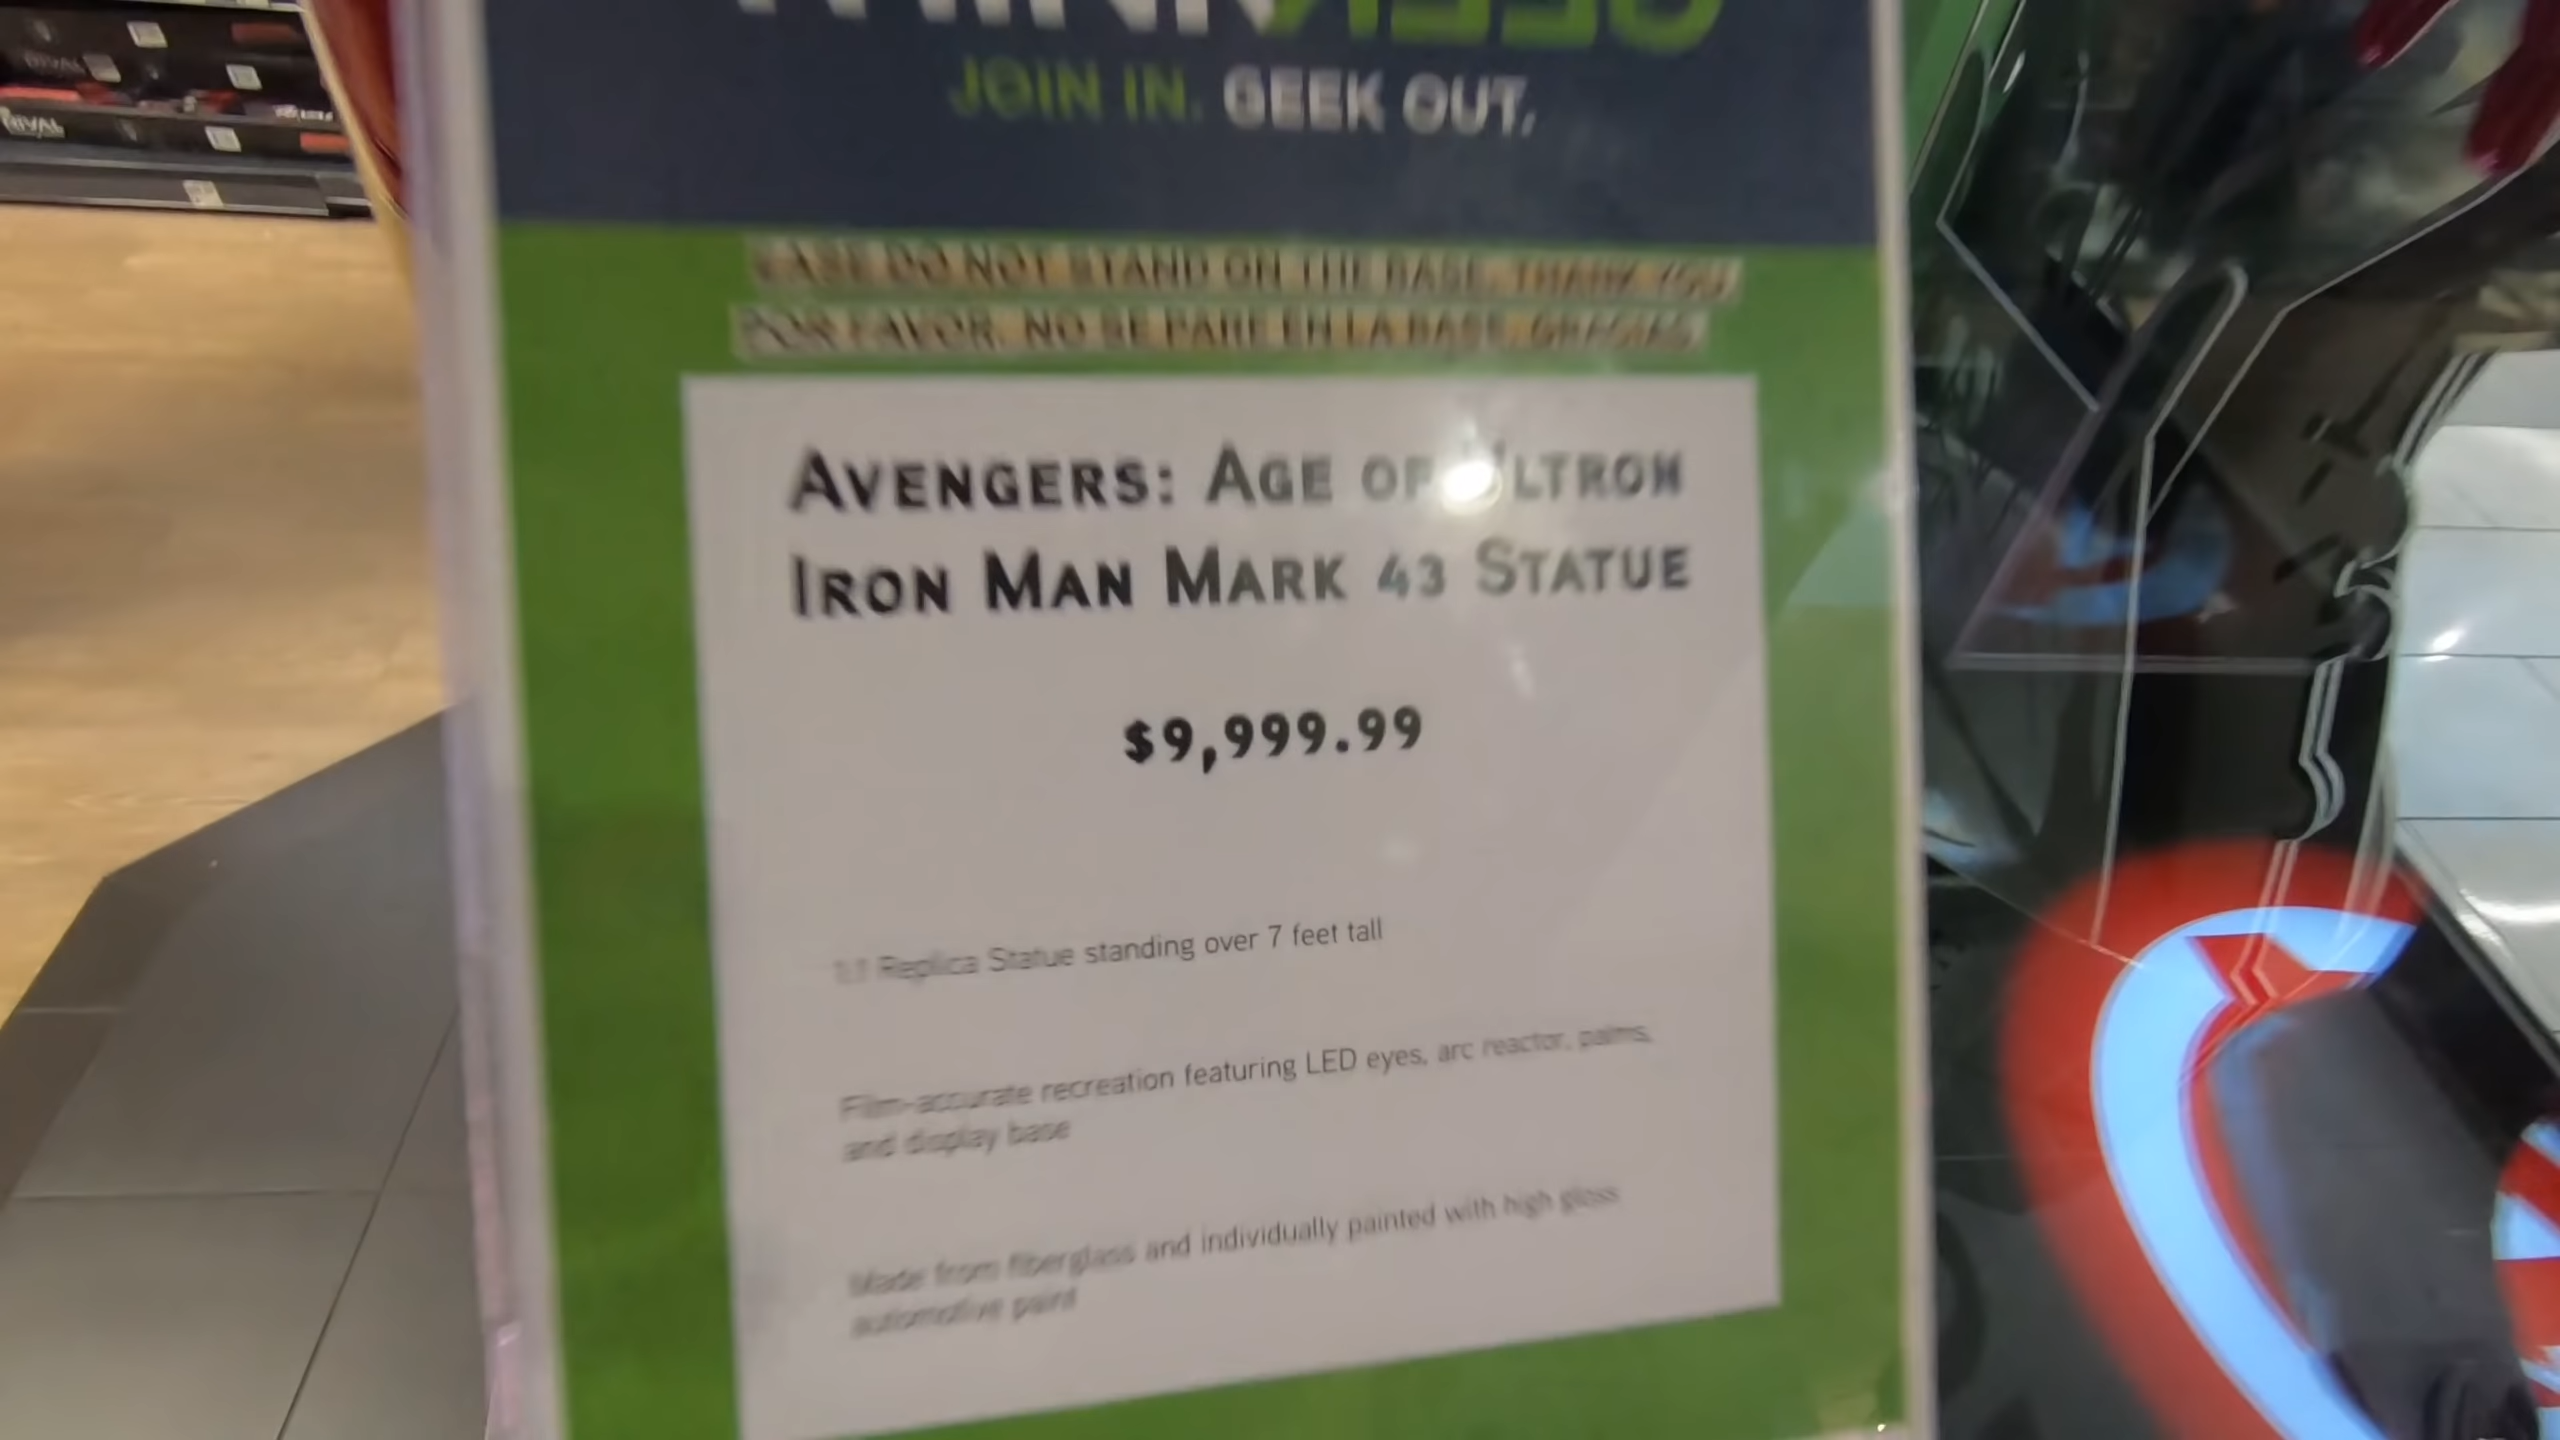 JOIN IN. GEEK OUT.
EASE DO NOT STAND ON THE BASE. THANK YOU
POR FAVOR, NO SE PARE EN LA BASE. GRACIAS.
AVENGERS: AGE OF ULTRON
IRON MAN MARK 43 STATUE
$9,999.99
1:1 Replica Statue standing over 7 feet tall
Film-accurate recreation featuring LED eyes, arc reactor, palms,
and display base
Made from fiberglass and individually painted with high gloss
automotive paint
RIVAL
RIVAL